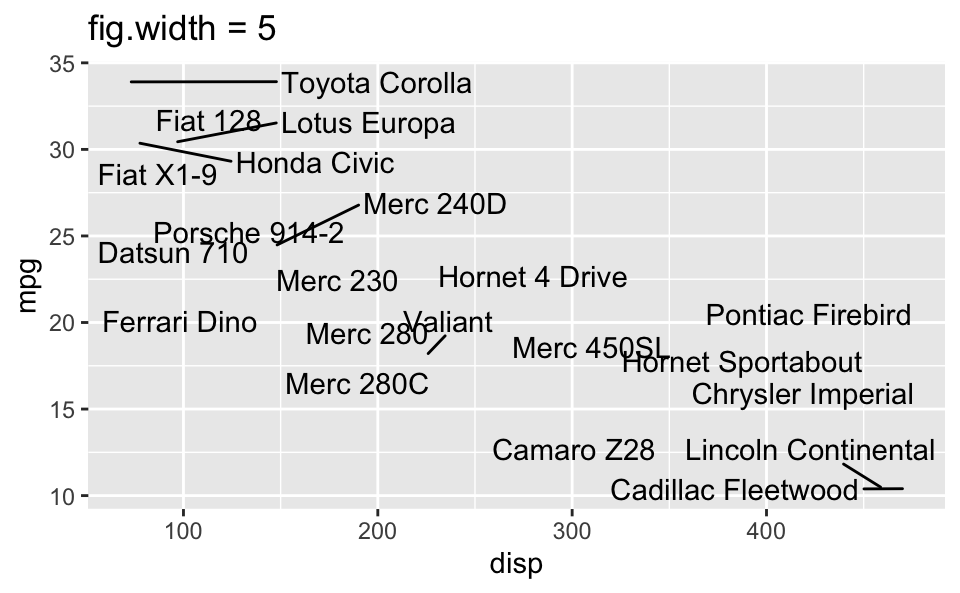 fig.width = 5
35
Toyota Corolla
Fiat 128
Lotus Europa
30
Honda Civic
Fiat X1-9
Merc 240D
Porsche 914-2
25
Datsun 710
Merc 230
Hornet 4 Drive
mpg
Pontiac Firebird
20
Ferrari Dino
Valiant
Merc 280
Merc 450SL
Hornet Sportabout
Merc 280C
Chrysler Imperial
15
Camaro Z28
Lincoln Continental
Cadillac Fleetwood
10
100 200 300 400
disp